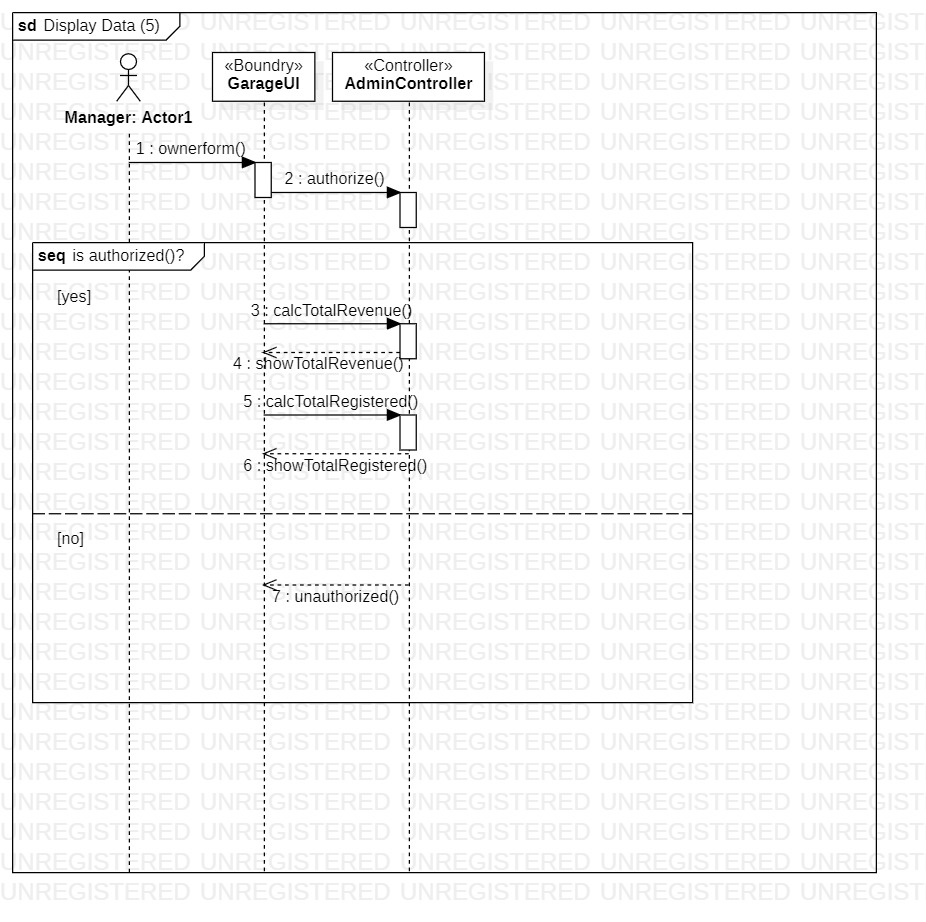 sd Display Data (5)
«Boundry»
GarageUI
«Controller»
AdminController
Manager: Actor1
1 : ownerform()
2 : authorize()
seq is authorized()?
[yes]
3 : calcTotalRevenue()
4 : showTotalRevenue()
5 : calcTotalRegistered()
6 : showTotalRegistered()
[no]
7 : unauthorized()
UNREGISTERED